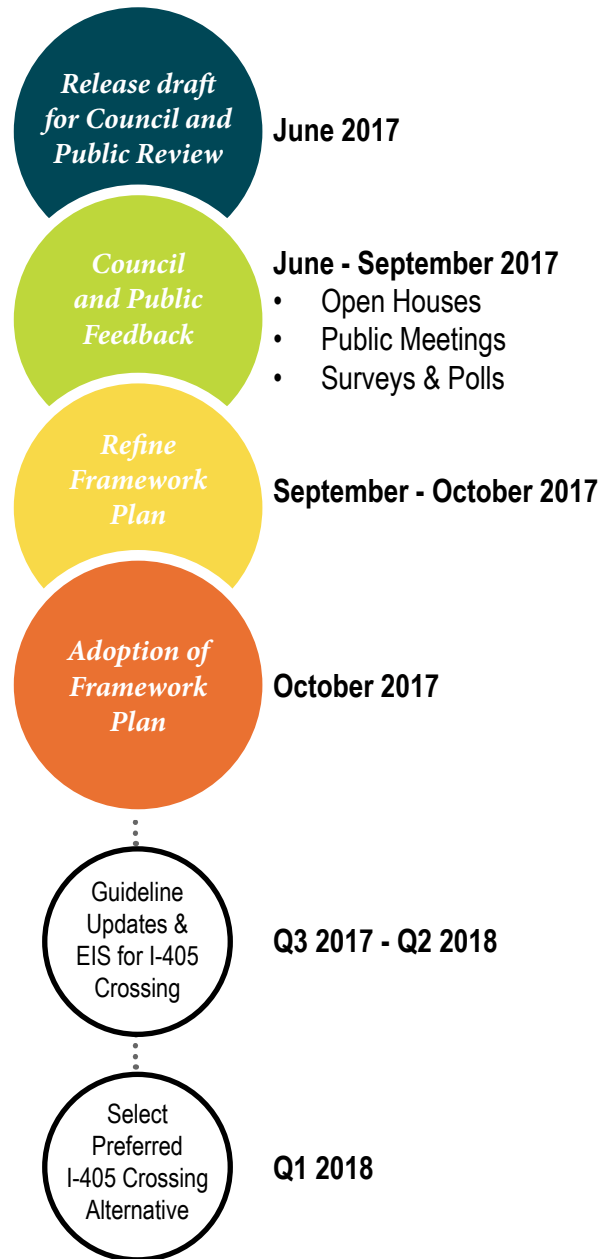 Release draft
for Council and
Public Review
June 2017
Council
and Public
Feedback
June - September 2017
• Open Houses
• Public Meetings
• Surveys & Polls
Refine
Framework
Plan
September - October 2017
Adoption of
Framework
Plan
October 2017
Guideline
Updates &
EIS for I-405
Crossing
Q3 2017 - Q2 2018
Select
Preferred
I-405 Crossing
Alternative
Q1 2018